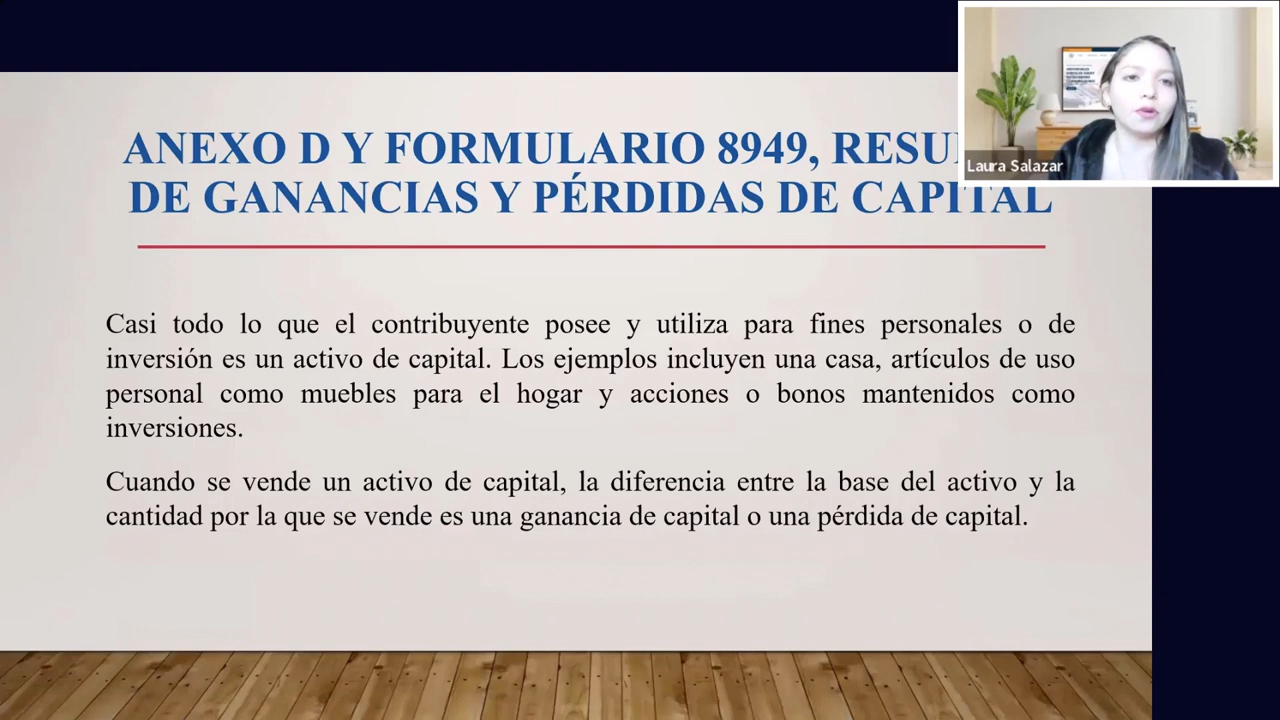 ANEXO D Y FORMULARIO 8949,
DE GANANCIAS Y PÉRDIDAS DE CAPITAL
Laura Salazar
Casi todo lo que el contribuyente posee y utiliza para fines personales o de
inversión es un activo de capital. Los ejemplos incluyen una casa, artículos de uso
personal como muebles para el hogar y acciones o bonos mantenidos como
inversiones.
Cuando se vende un activo de capital, la diferencia entre la base del activo y la
cantidad por la que se vende es una ganancia de capital o una pérdida de capital.